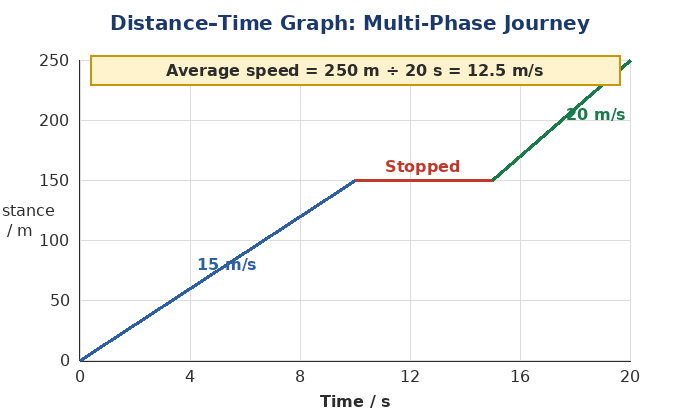 Distance–Time Graph: Multi-Phase Journey
250
Average speed = 250 m ÷ 20 s = 12.5 m/s
200
20 m/s
Stopped
150
stance
/ m
100
15 m/s
50
0
0 4 8 12 16 20
Time / s